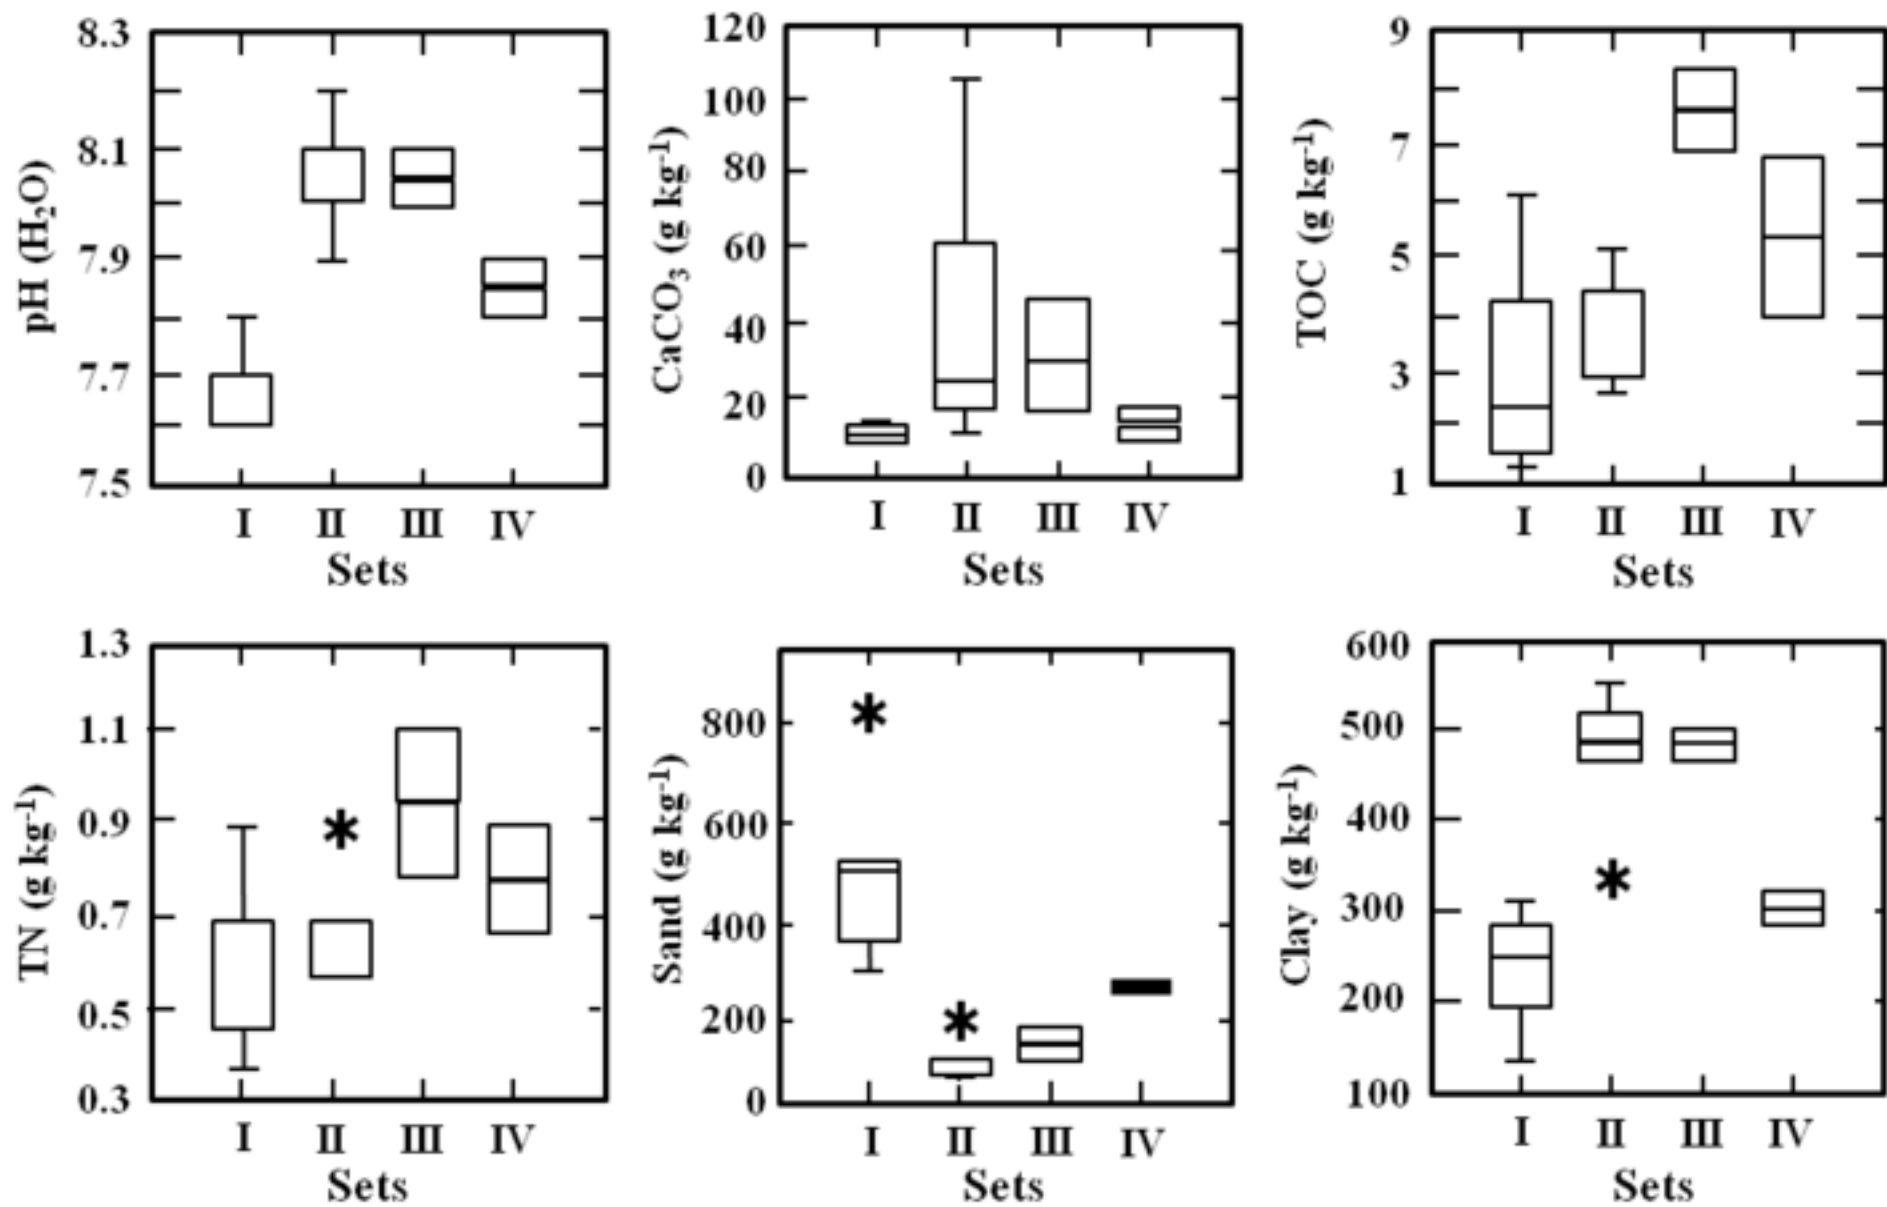 8.3
8.1
7.9
7.7
7.5
pH (H₂O)
I II III IV
Sets
120
100
80
60
40
20
0
CaCO₃ (g kg⁻¹)
I II III IV
Sets
9
7
5
3
1
TOC (g kg⁻¹)
I II III IV
Sets
1.3
1.1
0.9
0.7
0.5
0.3
TN (g kg⁻¹)
I II III IV
Sets
800
600
400
200
0
Sand (g kg⁻¹)
I II III IV
Sets
600
500
400
300
200
100
Clay (g kg⁻¹)
I II III IV
Sets